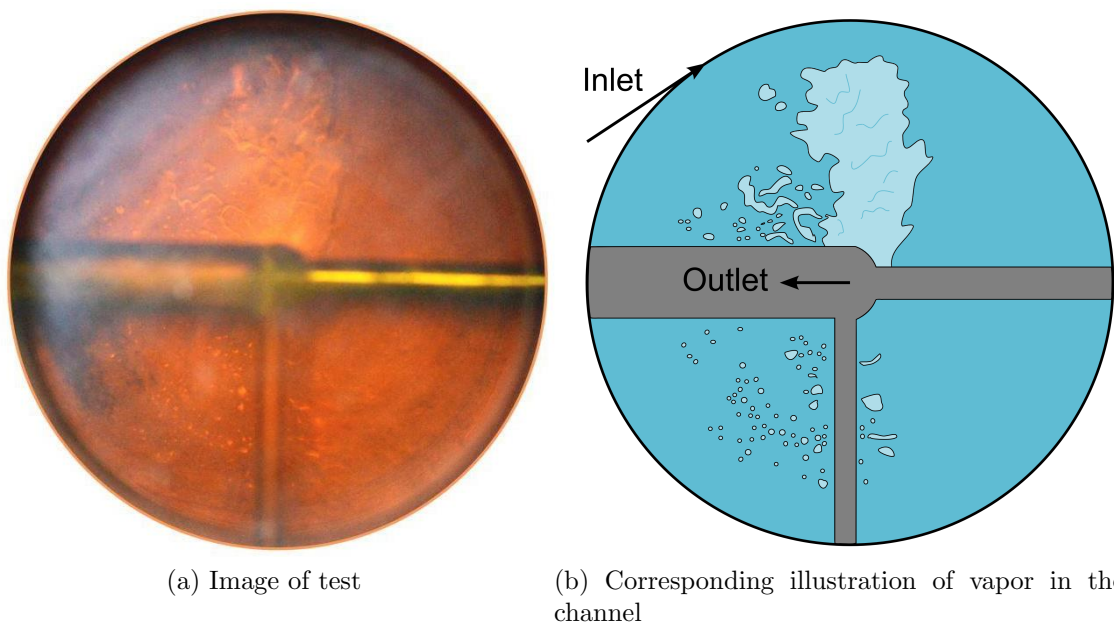 Inlet
Outlet
(a) Image of test
(b) Corresponding illustration of vapor in the
channel